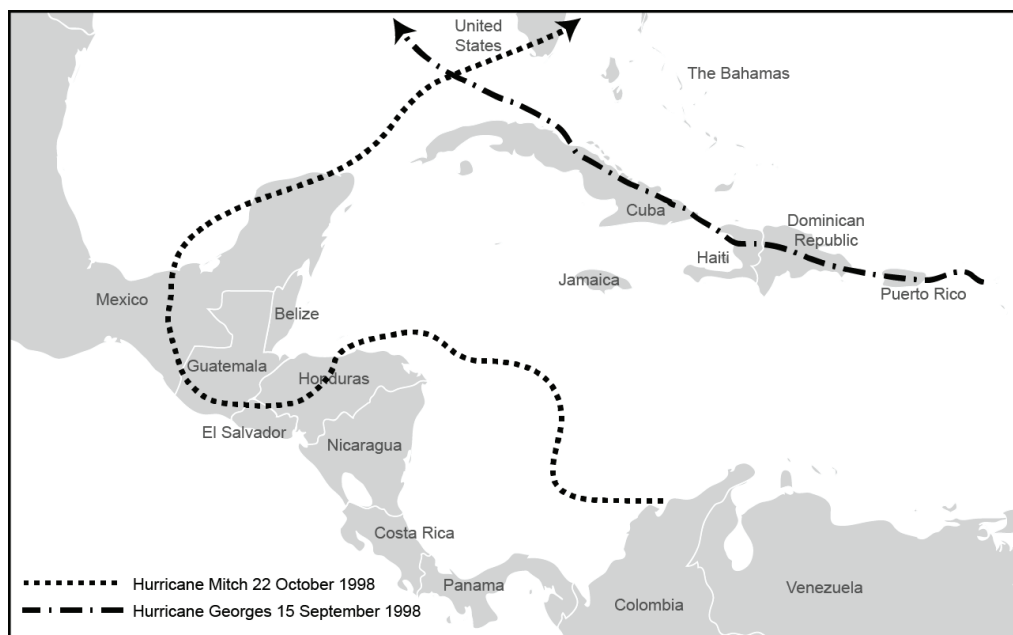 United
States
The Bahamas
Cuba
Dominican
Republic
Haiti
Jamaica
Puerto Rico
Mexico
Belize
Guatemala
Honduras
El Salvador
Nicaragua
Costa Rica
Panama
Colombia
Venezuela
Hurricane Mitch 22 October 1998
Hurricane Georges 15 September 1998